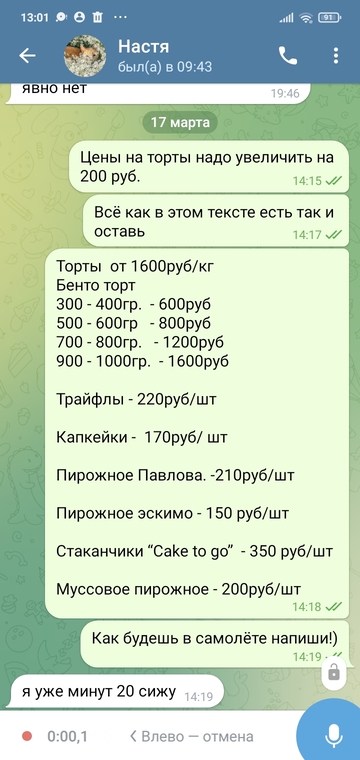 13:01
91
Настя
был(а) в 09:43
явно нет
19:46
17 марта
Цены на торты надо увеличить на
200 руб.
14:15
Всё как в этом тексте есть так и
оставь
14:17
Торты  от 1600руб/кг
Бенто торт
300 - 400гр.  - 600руб
500 - 600гр   - 800руб
700 - 800гр.   - 1200руб
900 - 1000гр.  - 1600руб
Трайфлы - 220руб/шт
Капкейки -  170руб/ шт
Пирожное Павлова. -210руб/шт
Пирожное эскимо - 150 руб/шт
Стаканчики “Cake to go”  - 350 руб/шт
Муссовое пирожное - 200руб/шт
14:18
Как будешь в самолёте напиши!)
14:19
я уже минут 20 сижу
14:19
0:00,1
Влево — отмена